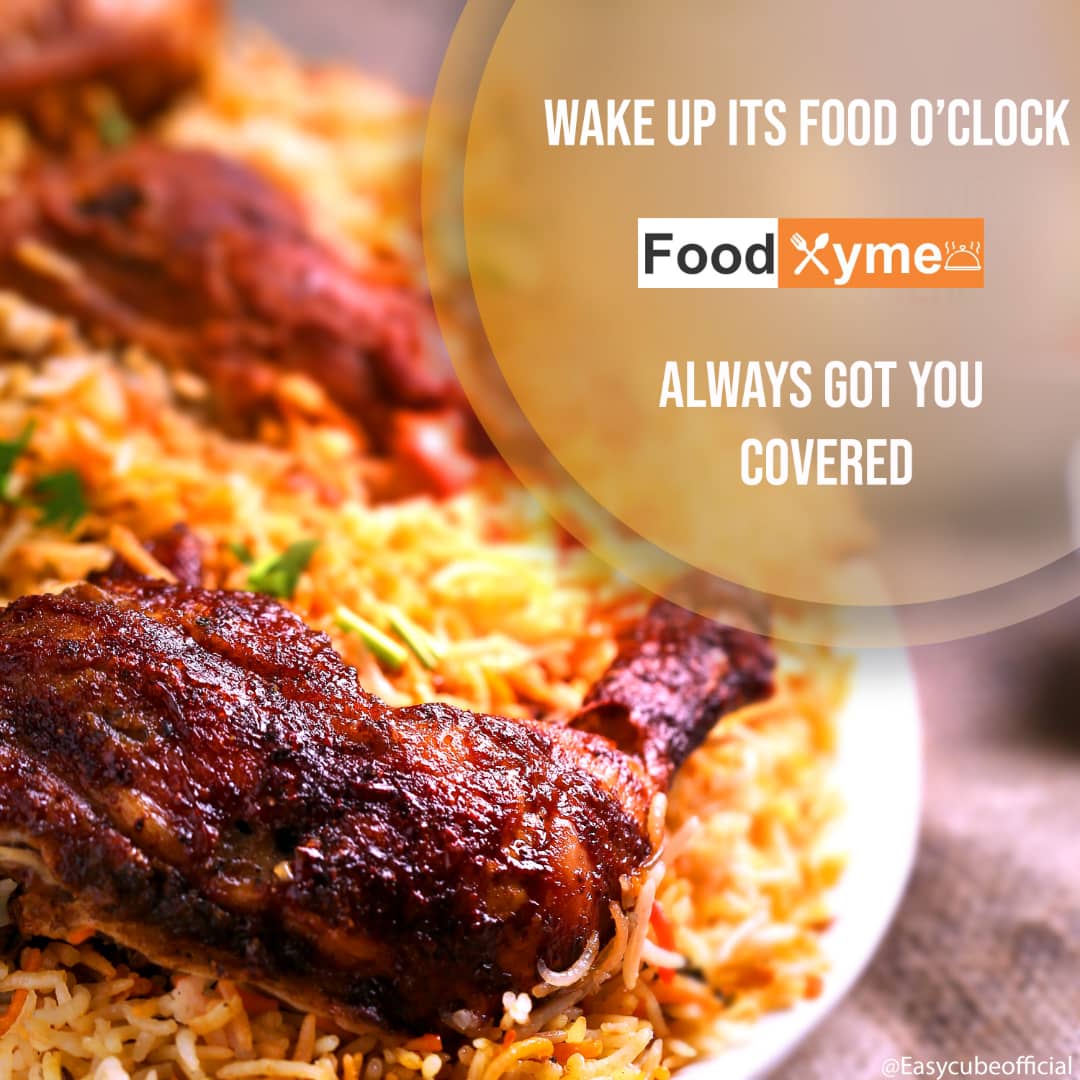 WAKE UP ITS FOOD O’CLOCK
Food Xyme
ALWAYS GOT YOU
COVERED
@Easycubeofficial